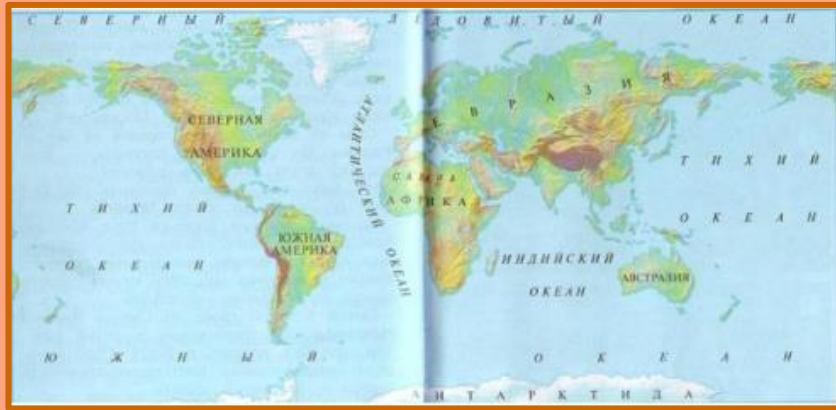 СЕВЕРНЫЙ ЛЕДОВИТЫЙ ОКЕАН
ЕВРАЗИЯ
СЕВЕРНАЯ
АМЕРИКА
АТЛАНТИЧЕСКИЙ ОКЕАН
САХАРА
АФРИКА
ТИХИЙ
ОКЕАН
ТИХИЙ
ОКЕАН
ЮЖНАЯ
АМЕРИКА
ИНДИЙСКИЙ
ОКЕАН
АВСТРАЛИЯ
ЮЖНЫЙ ОКЕАН
АНТАРКТИДА